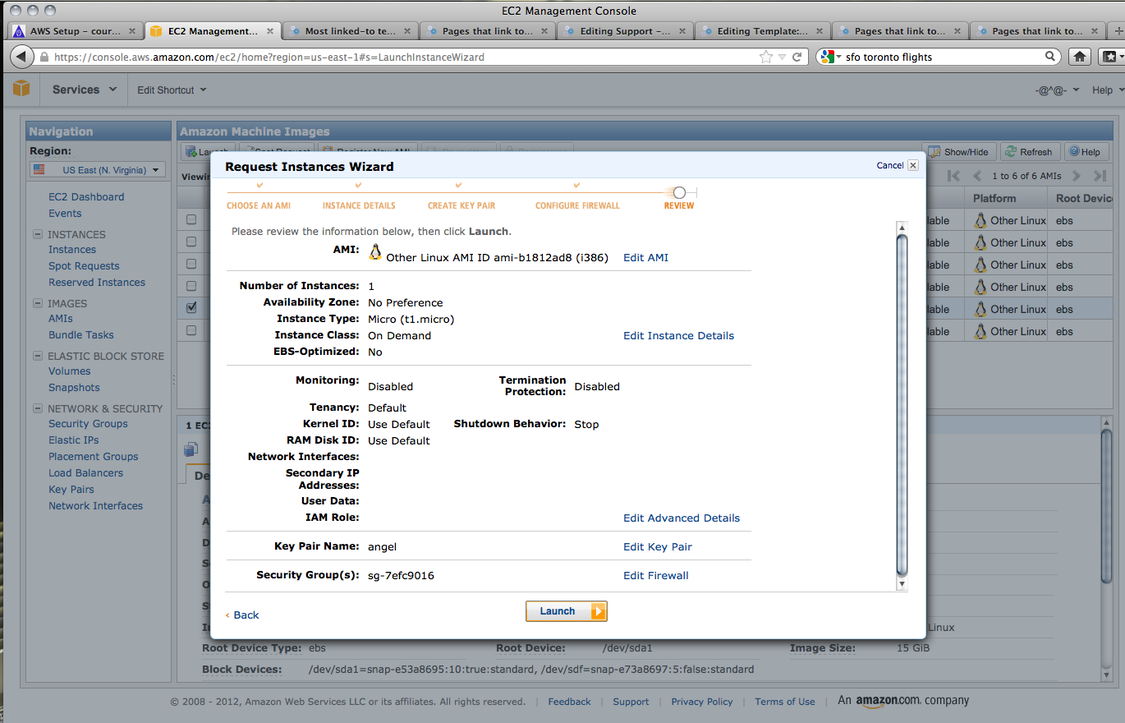 EC2 Management Console
AWS Setup – cour... EC2 Management... Most linked-to te... Pages that link to... Editing Support – ... Editing Template:... Pages that link to... Pages that link to...
https://console.aws.amazon.com/ec2/home?region=us-east-1#s=LaunchInstanceWizard sfo toronto flights
Services Edit Shortcut -@^@- Help
Navigation Amazon Machine Images
Region:
US East (N. Virginia)
Show/Hide Refresh Help
1 to 6 of 6 AMIs
EC2 Dashboard
Events
INSTANCES
Instances
Spot Requests
Reserved Instances
IMAGES
AMIs
Bundle Tasks
ELASTIC BLOCK STORE
Volumes
Snapshots
NETWORK & SECURITY
Security Groups
Elastic IPs
Placement Groups
Load Balancers
Key Pairs
Network Interfaces
Platform Root Devic
Other Linux ebs
Other Linux ebs
Other Linux ebs
Other Linux ebs
Other Linux ebs
Other Linux ebs
Request Instances Wizard Cancel
CHOOSE AN AMI INSTANCE DETAILS CREATE KEY PAIR CONFIGURE FIREWALL REVIEW
Please review the information below, then click Launch.
AMI: Other Linux AMI ID ami-b1812ad8 (i386) Edit AMI
Number of Instances: 1
Availability Zone: No Preference
Instance Type: Micro (t1.micro)
Instance Class: On Demand Edit Instance Details
EBS-Optimized: No
Monitoring: Disabled Termination Protection: Disabled
Tenancy: Default
Kernel ID: Use Default Shutdown Behavior: Stop
RAM Disk ID: Use Default
Network Interfaces:
Secondary IP
Addresses:
User Data:
IAM Role: Edit Advanced Details
Key Pair Name: angel Edit Key Pair
Security Group(s): sg-7efc9016 Edit Firewall
Back Launch
Linux
Root Device Type: ebs Root Device: /dev/sda1 Image Size: 15 GiB
Block Devices: /dev/sda1=snap-e53a8695:10:true:standard, /dev/sdf=snap-e73a8697:5:false:standard
© 2008 - 2012, Amazon Web Services LLC or its affiliates. All rights reserved. | Feedback | Support | Privacy Policy | Terms of Use | An amazon.com. company